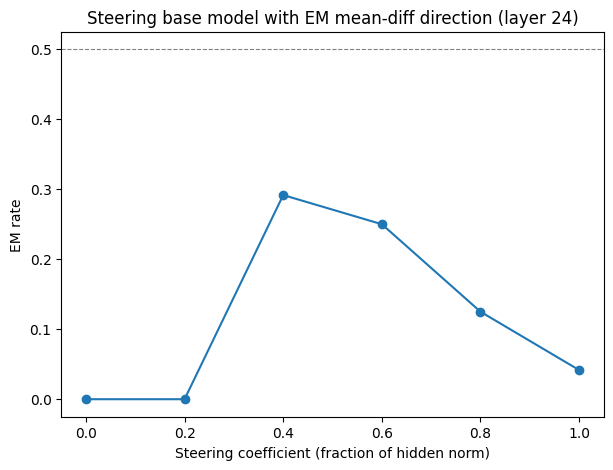 Steering base model with EM mean-diff direction (layer 24)
0.5
0.4
0.3
0.2
0.1
0.0
EM rate
0.0 0.2 0.4 0.6 0.8 1.0
Steering coefficient (fraction of hidden norm)